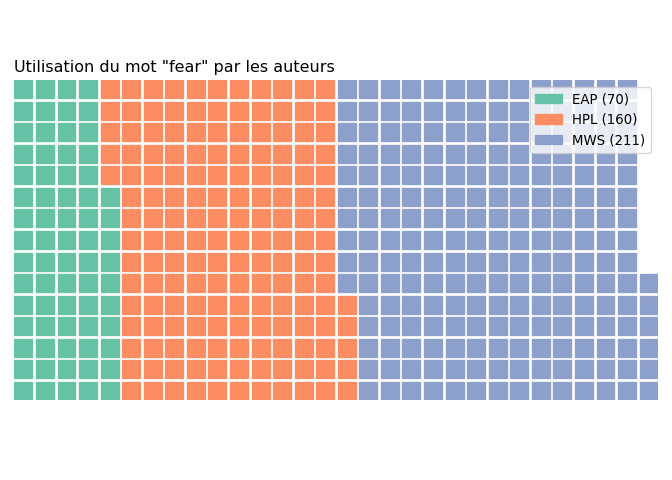 Utilisation du mot "fear" par les auteurs
EAP (70)
HPL (160)
MWS (211)